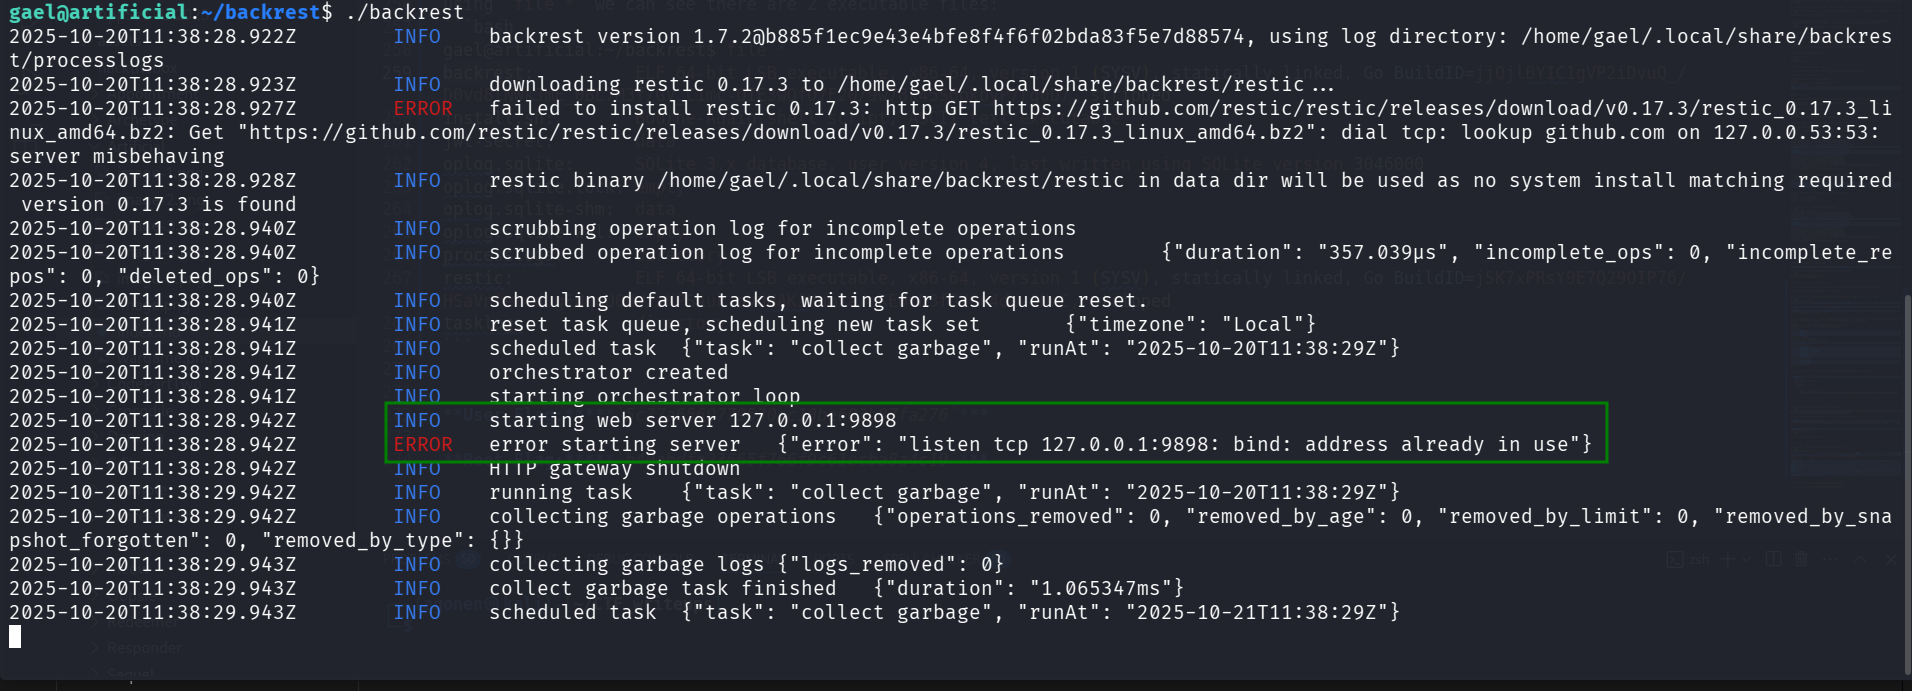 gael@artificial:~/backrest$ ./backrest
2025-10-20T11:38:28.922Z        INFO    backrest version 1.7.2@b885f1ec9e43e4bfe8f4f6f02bda83f5e7d88574, using log directory: /home/gael/.local/share/backres
t/processlogs
2025-10-20T11:38:28.923Z        INFO    downloading restic 0.17.3 to /home/gael/.local/share/backrest/restic...
2025-10-20T11:38:28.927Z        ERROR   failed to install restic 0.17.3: http GET https://github.com/restic/restic/releases/download/v0.17.3/restic_0.17.3_li
nux_amd64.bz2: Get "https://github.com/restic/restic/releases/download/v0.17.3/restic_0.17.3_linux_amd64.bz2": dial tcp: lookup github.com on 127.0.0.53:53:
server misbehaving
2025-10-20T11:38:28.928Z        INFO    restic binary /home/gael/.local/share/backrest/restic in data dir will be used as no system install matching required
 version 0.17.3 is found
2025-10-20T11:38:28.940Z        INFO    scrubbing operation log for incomplete operations
2025-10-20T11:38:28.940Z        INFO    scrubbed operation log for incomplete operations        {"duration": "357.039µs", "incomplete_ops": 0, "incomplete_re
pos": 0, "deleted_ops": 0}
2025-10-20T11:38:28.940Z        INFO    scheduling default tasks, waiting for task queue reset.
2025-10-20T11:38:28.941Z        INFO    reset task queue, scheduling new task set       {"timezone": "Local"}
2025-10-20T11:38:28.941Z        INFO    scheduled task  {"task": "collect garbage", "runAt": "2025-10-20T11:38:29Z"}
2025-10-20T11:38:28.941Z        INFO    orchestrator created
2025-10-20T11:38:28.941Z        INFO    starting orchestrator loop
2025-10-20T11:38:28.942Z        INFO    starting web server 127.0.0.1:9898
2025-10-20T11:38:28.942Z        ERROR   error starting server   {"error": "listen tcp 127.0.0.1:9898: bind: address already in use"}
2025-10-20T11:38:28.942Z        INFO    HTTP gateway shutdown
2025-10-20T11:38:29.942Z        INFO    running task    {"task": "collect garbage", "runAt": "2025-10-20T11:38:29Z"}
2025-10-20T11:38:29.942Z        INFO    collecting garbage operations   {"operations_removed": 0, "removed_by_age": 0, "removed_by_limit": 0, "removed_by_sna
pshot_forgotten": 0, "removed_by_type": {}}
2025-10-20T11:38:29.943Z        INFO    collecting garbage logs {"logs_removed": 0}
2025-10-20T11:38:29.943Z        INFO    collect garbage task finished   {"duration": "1.065347ms"}
2025-10-20T11:38:29.943Z        INFO    scheduled task  {"task": "collect garbage", "runAt": "2025-10-21T11:38:29Z"}
Responder